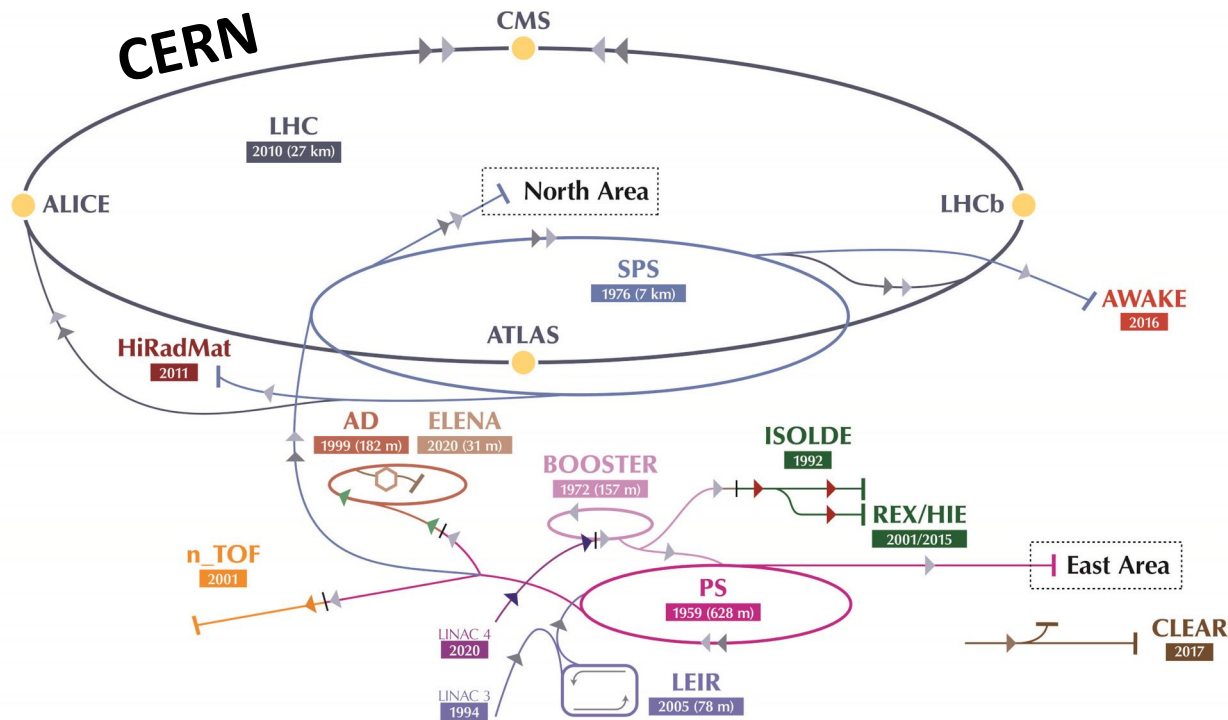 CERN
CMS
LHC
2010 (27 km)
North Area
ALICE
LHCb
SPS
1976 (7 km)
AWAKE
2016
ATLAS
HiRadMat
2011
AD
1999 (182 m)
ELENA
2020 (31 m)
ISOLDE
1992
BOOSTER
1972 (157 m)
REX/HIE
2001/2015
n_TOF
2001
East Area
PS
1959 (628 m)
LINAC 4
2020
CLEAR
2017
LINAC 3
1994
LEIR
2005 (78 m)